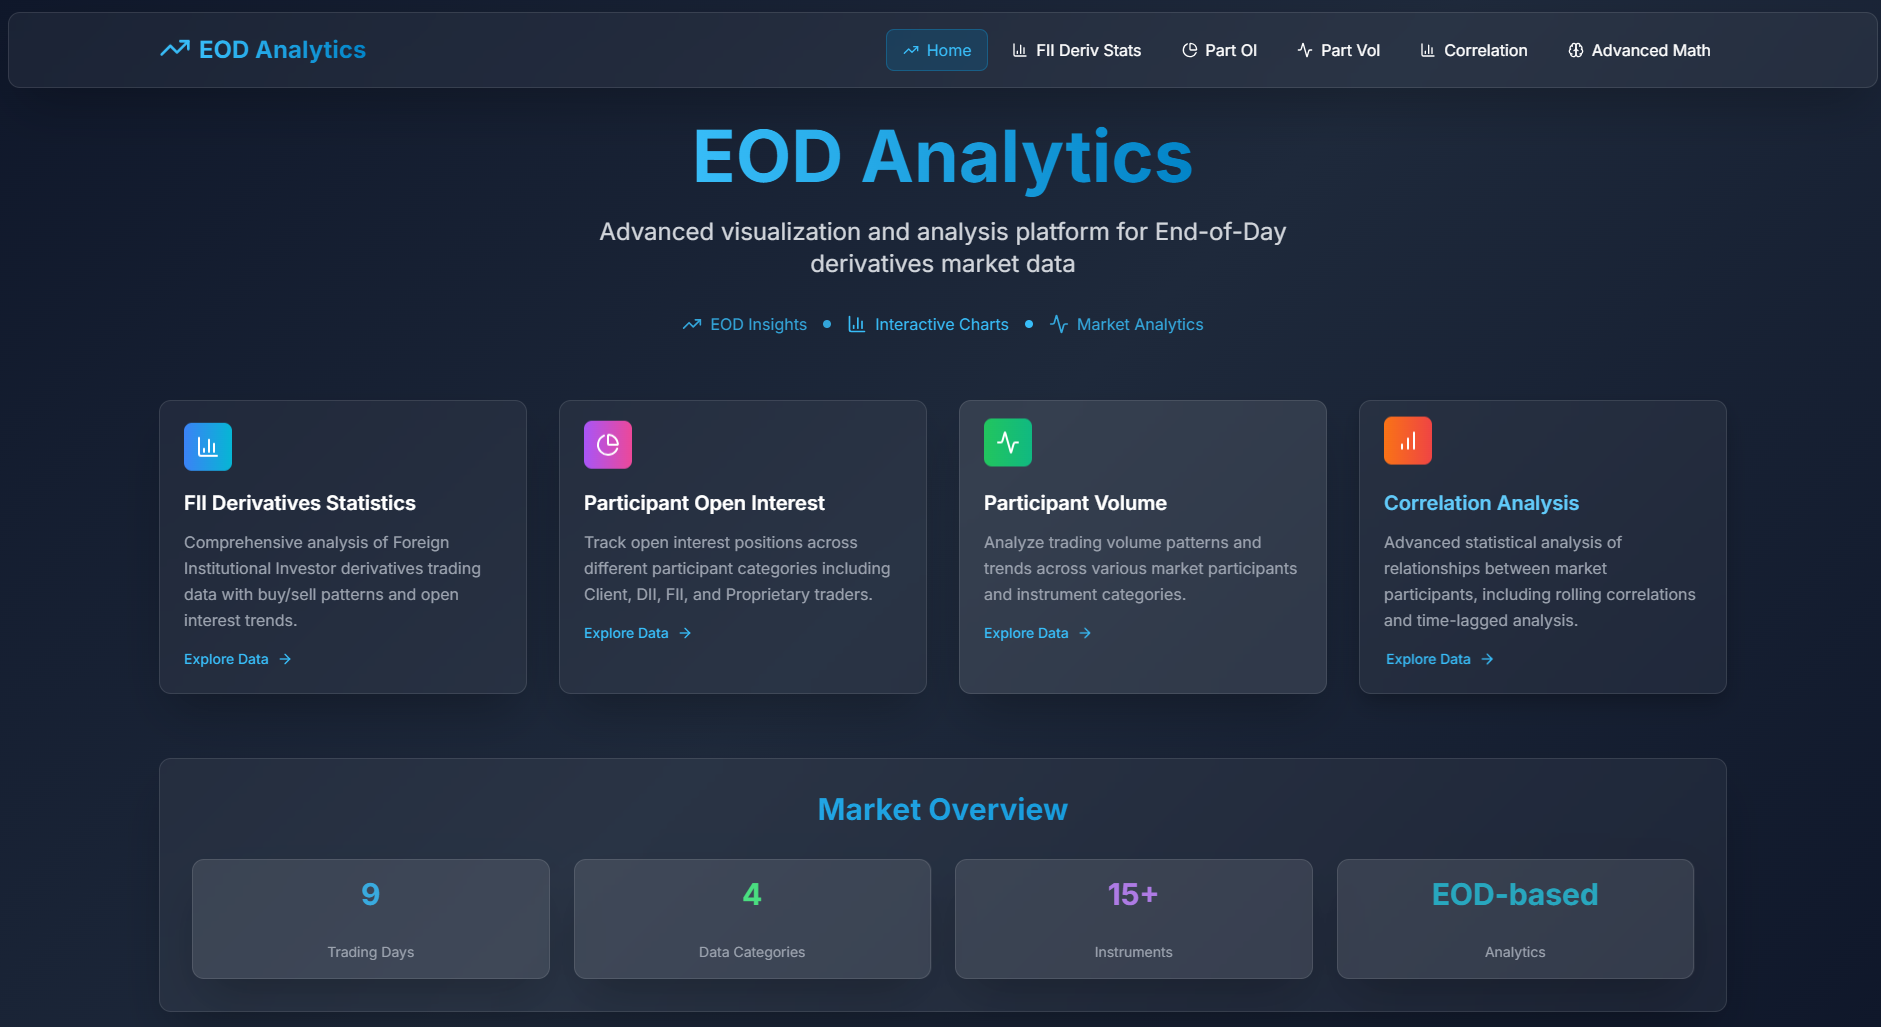 EOD Analytics
Home
FII Deriv Stats
Part OI
Part Vol
Correlation
Advanced Math
EOD Analytics
Advanced visualization and analysis platform for End-of-Day
derivatives market data
EOD Insights
Interactive Charts
Market Analytics
FII Derivatives Statistics
Comprehensive analysis of Foreign
Institutional Investor derivatives trading
data with buy/sell patterns and open
interest trends.
Explore Data
Participant Open Interest
Track open interest positions across
different participant categories including
Client, DII, FII, and Proprietary traders.
Explore Data
Participant Volume
Analyze trading volume patterns and
trends across various market participants
and instrument categories.
Explore Data
Correlation Analysis
Advanced statistical analysis of
relationships between market
participants, including rolling correlations
and time-lagged analysis.
Explore Data
Market Overview
9
Trading Days
4
Data Categories
15+
Instruments
EOD-based
Analytics